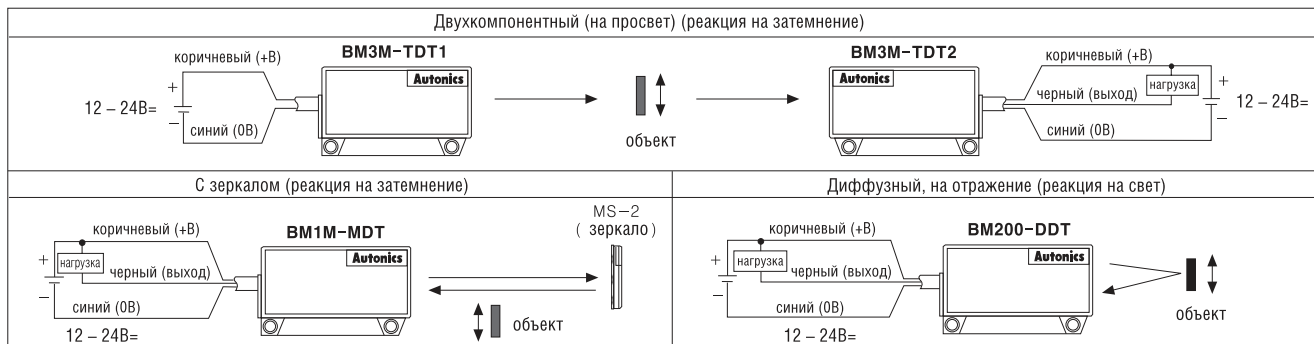 Двухкомпонентный (на просвет) (реакция на затемнение)
BM3M-TDT1
BM3M-TDT2
коричневый (+В)
коричневый (+В)
Autonics
Autonics
нагрузка
черный (выход)
+
12 – 24В=
–
+
12 – 24В=
–
синий (0В)
объект
синий (0В)
С зеркалом (реакция на затемнение)
коричневый (+В)
BM1M-MDT
MS-2
( зеркало )
Autonics
+
нагрузка
черный (выход)
–
синий (0В)
объект
12 – 24В=
Диффузный, на отражение (реакция на свет)
коричневый (+В)
BM200-DDT
Autonics
+
нагрузка
черный (выход)
–
синий (0В)
объект
12 – 24В=